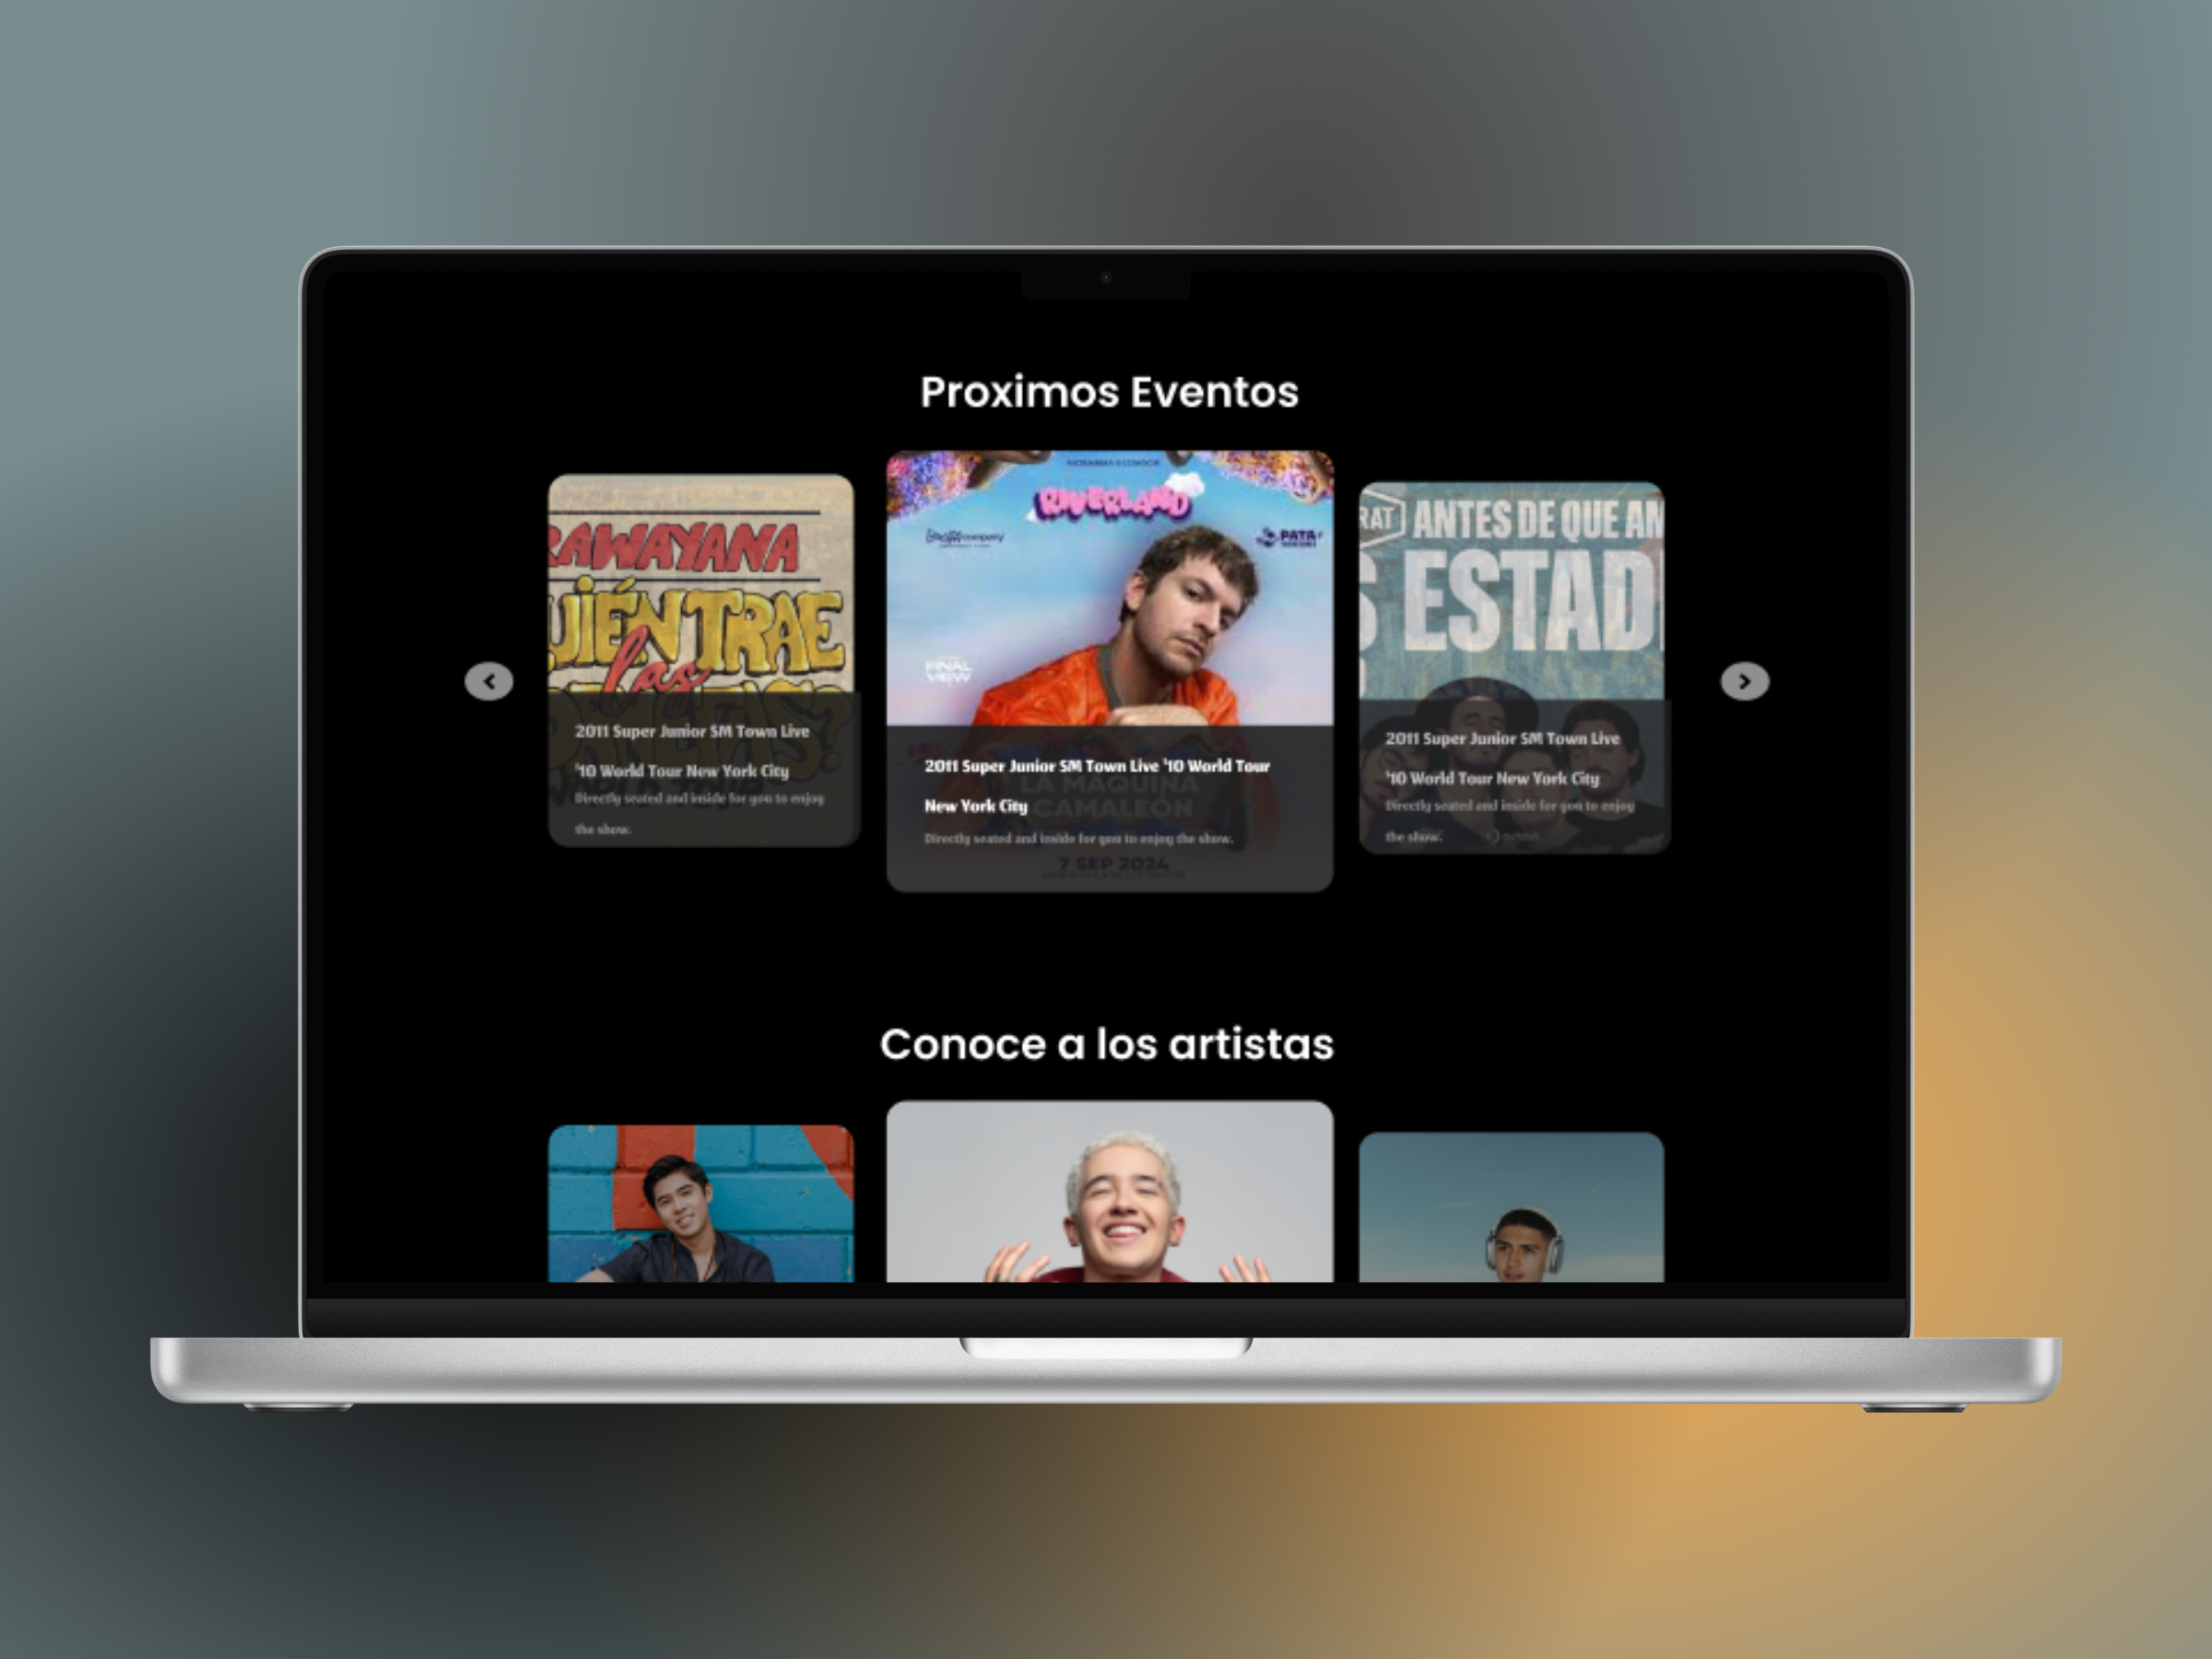 Proximos Eventos
RAWAYANA
UIÉN TRAE
las
2011 Super Junior SM Town Live
'10 World Tour New York City
Directly seated and inside for you to enjoy
the show.
RIVERLAND
company
PATA
FINAL
VIEW
2011 Super Junior SM Town Live '10 World Tour
New York City
LA MAQUINA
CAMALEÓN
Directly seated and inside for you to enjoy the show.
7 SEP 2024
RAT
ANTES DE QUE AM
S ESTAD
2011 Super Junior SM Town Live
'10 World Tour New York City
Directly seated and inside for you to enjoy
the show.
output.
Conoce a los artistas